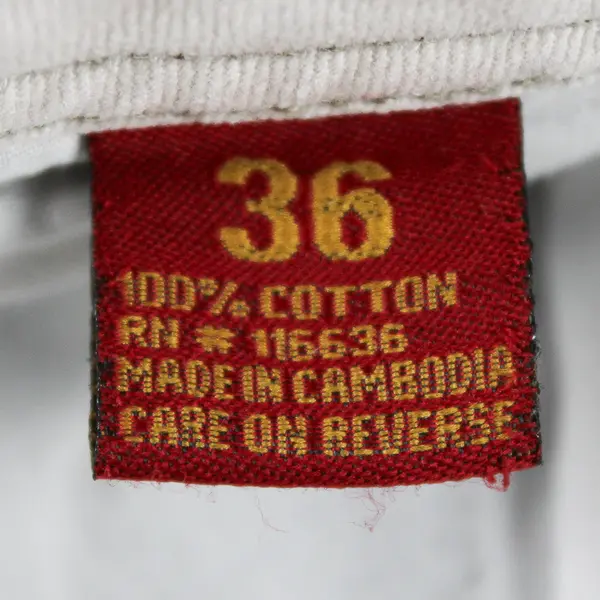 36
100% COTTON
RN # 116636
MADE IN CAMBODIA
CARE ON REVERSE